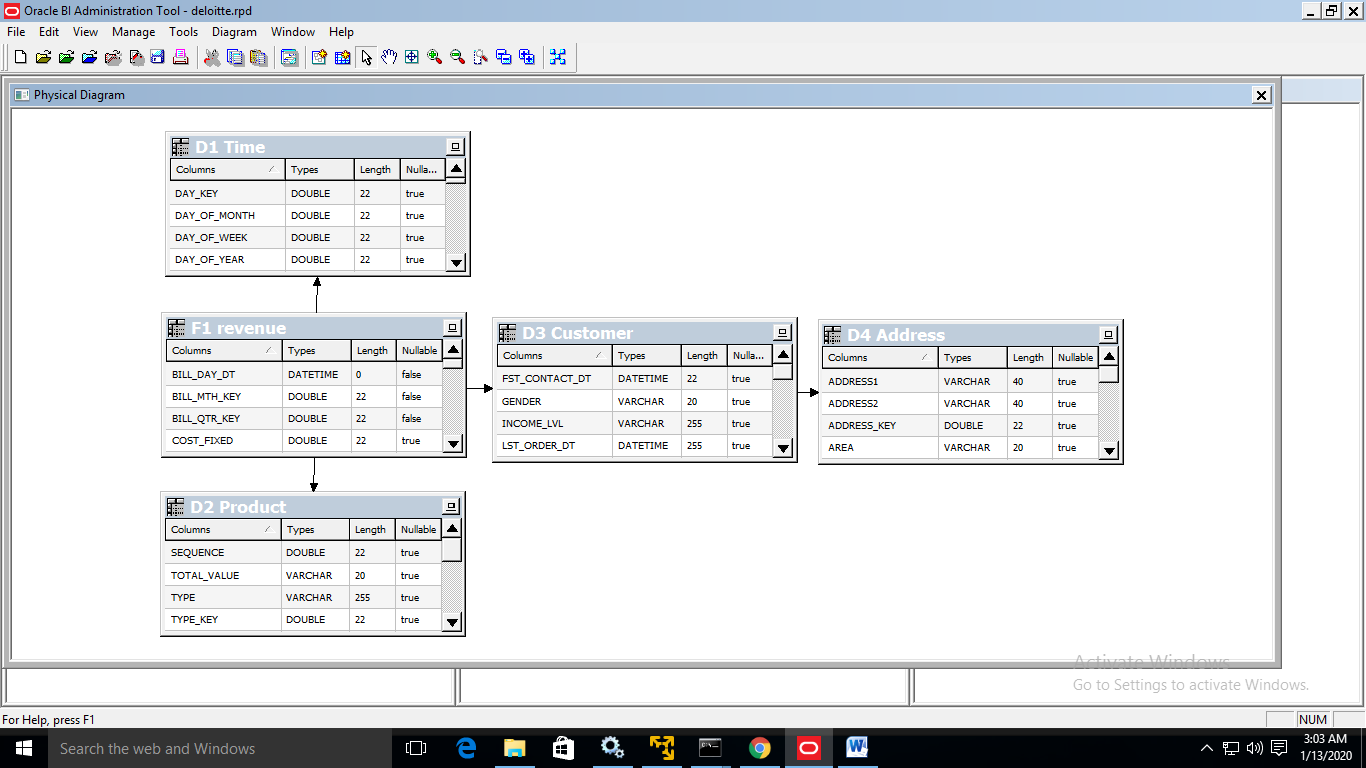 Oracle BI Administration Tool - deloitte.rpd
File Edit View Manage Tools Diagram Window Help
Physical Diagram
D1 Time
Columns Types Length Nulla...
DAY_KEY DOUBLE 22 true
DAY_OF_MONTH DOUBLE 22 true
DAY_OF_WEEK DOUBLE 22 true
DAY_OF_YEAR DOUBLE 22 true
F1 revenue
Columns Types Length Nullable
BILL_DAY_DT DATETIME 0 false
BILL_MTH_KEY DOUBLE 22 false
BILL_QTR_KEY DOUBLE 22 false
COST_FIXED DOUBLE 22 true
D3 Customer
Columns Types Length Nulla...
FST_CONTACT_DT DATETIME 22 true
GENDER VARCHAR 20 true
INCOME_LVL VARCHAR 255 true
LST_ORDER_DT DATETIME 255 true
D4 Address
Columns Types Length Nullable
ADDRESS1 VARCHAR 40 true
ADDRESS2 VARCHAR 40 true
ADDRESS_KEY DOUBLE 22 true
AREA VARCHAR 20 true
D2 Product
Columns Types Length Nullable
SEQUENCE DOUBLE 22 true
TOTAL_VALUE VARCHAR 20 true
TYPE VARCHAR 255 true
TYPE_KEY DOUBLE 22 true
Activate Windows
Go to Settings to activate Windows.
For Help, press F1
NUM
Search the web and Windows
3:03 AM
1/13/2020